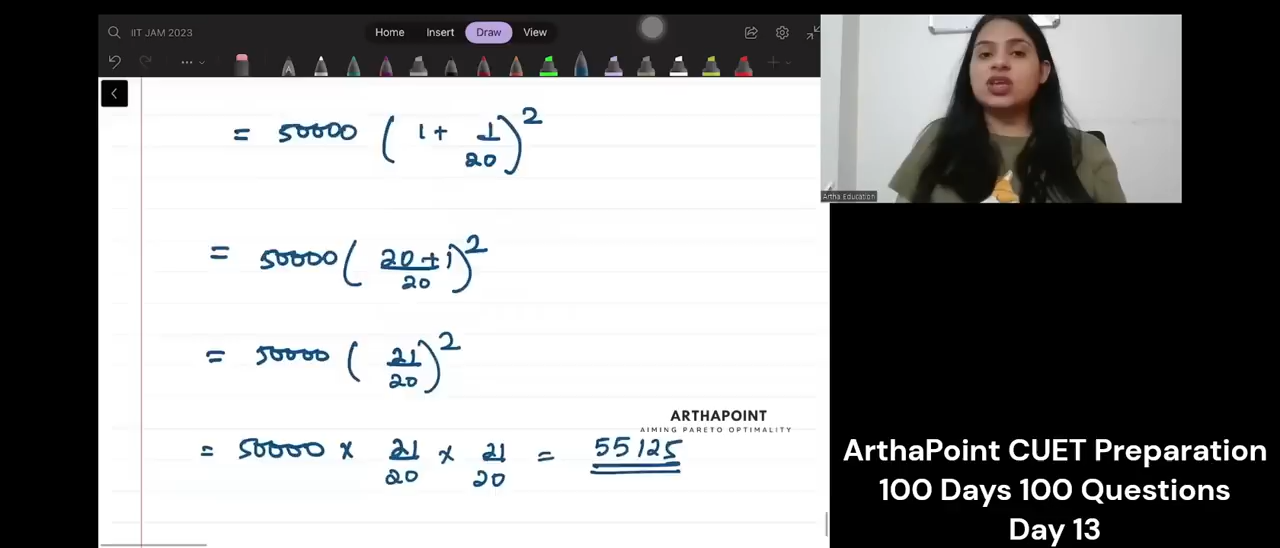 IIT JAM 2023
Home Insert Draw View
= 50000 ( 1 + 1/20 )²
= 50000 ( 20+1/20 )²
= 50000 ( 21/20 )²
ARTHAPOINT
AIMING PARETO OPTIMALITY
= 50000 × 21/20 × 21/20 = 55125
Artha Education
ArthaPoint CUET Preparation
100 Days 100 Questions
Day 13